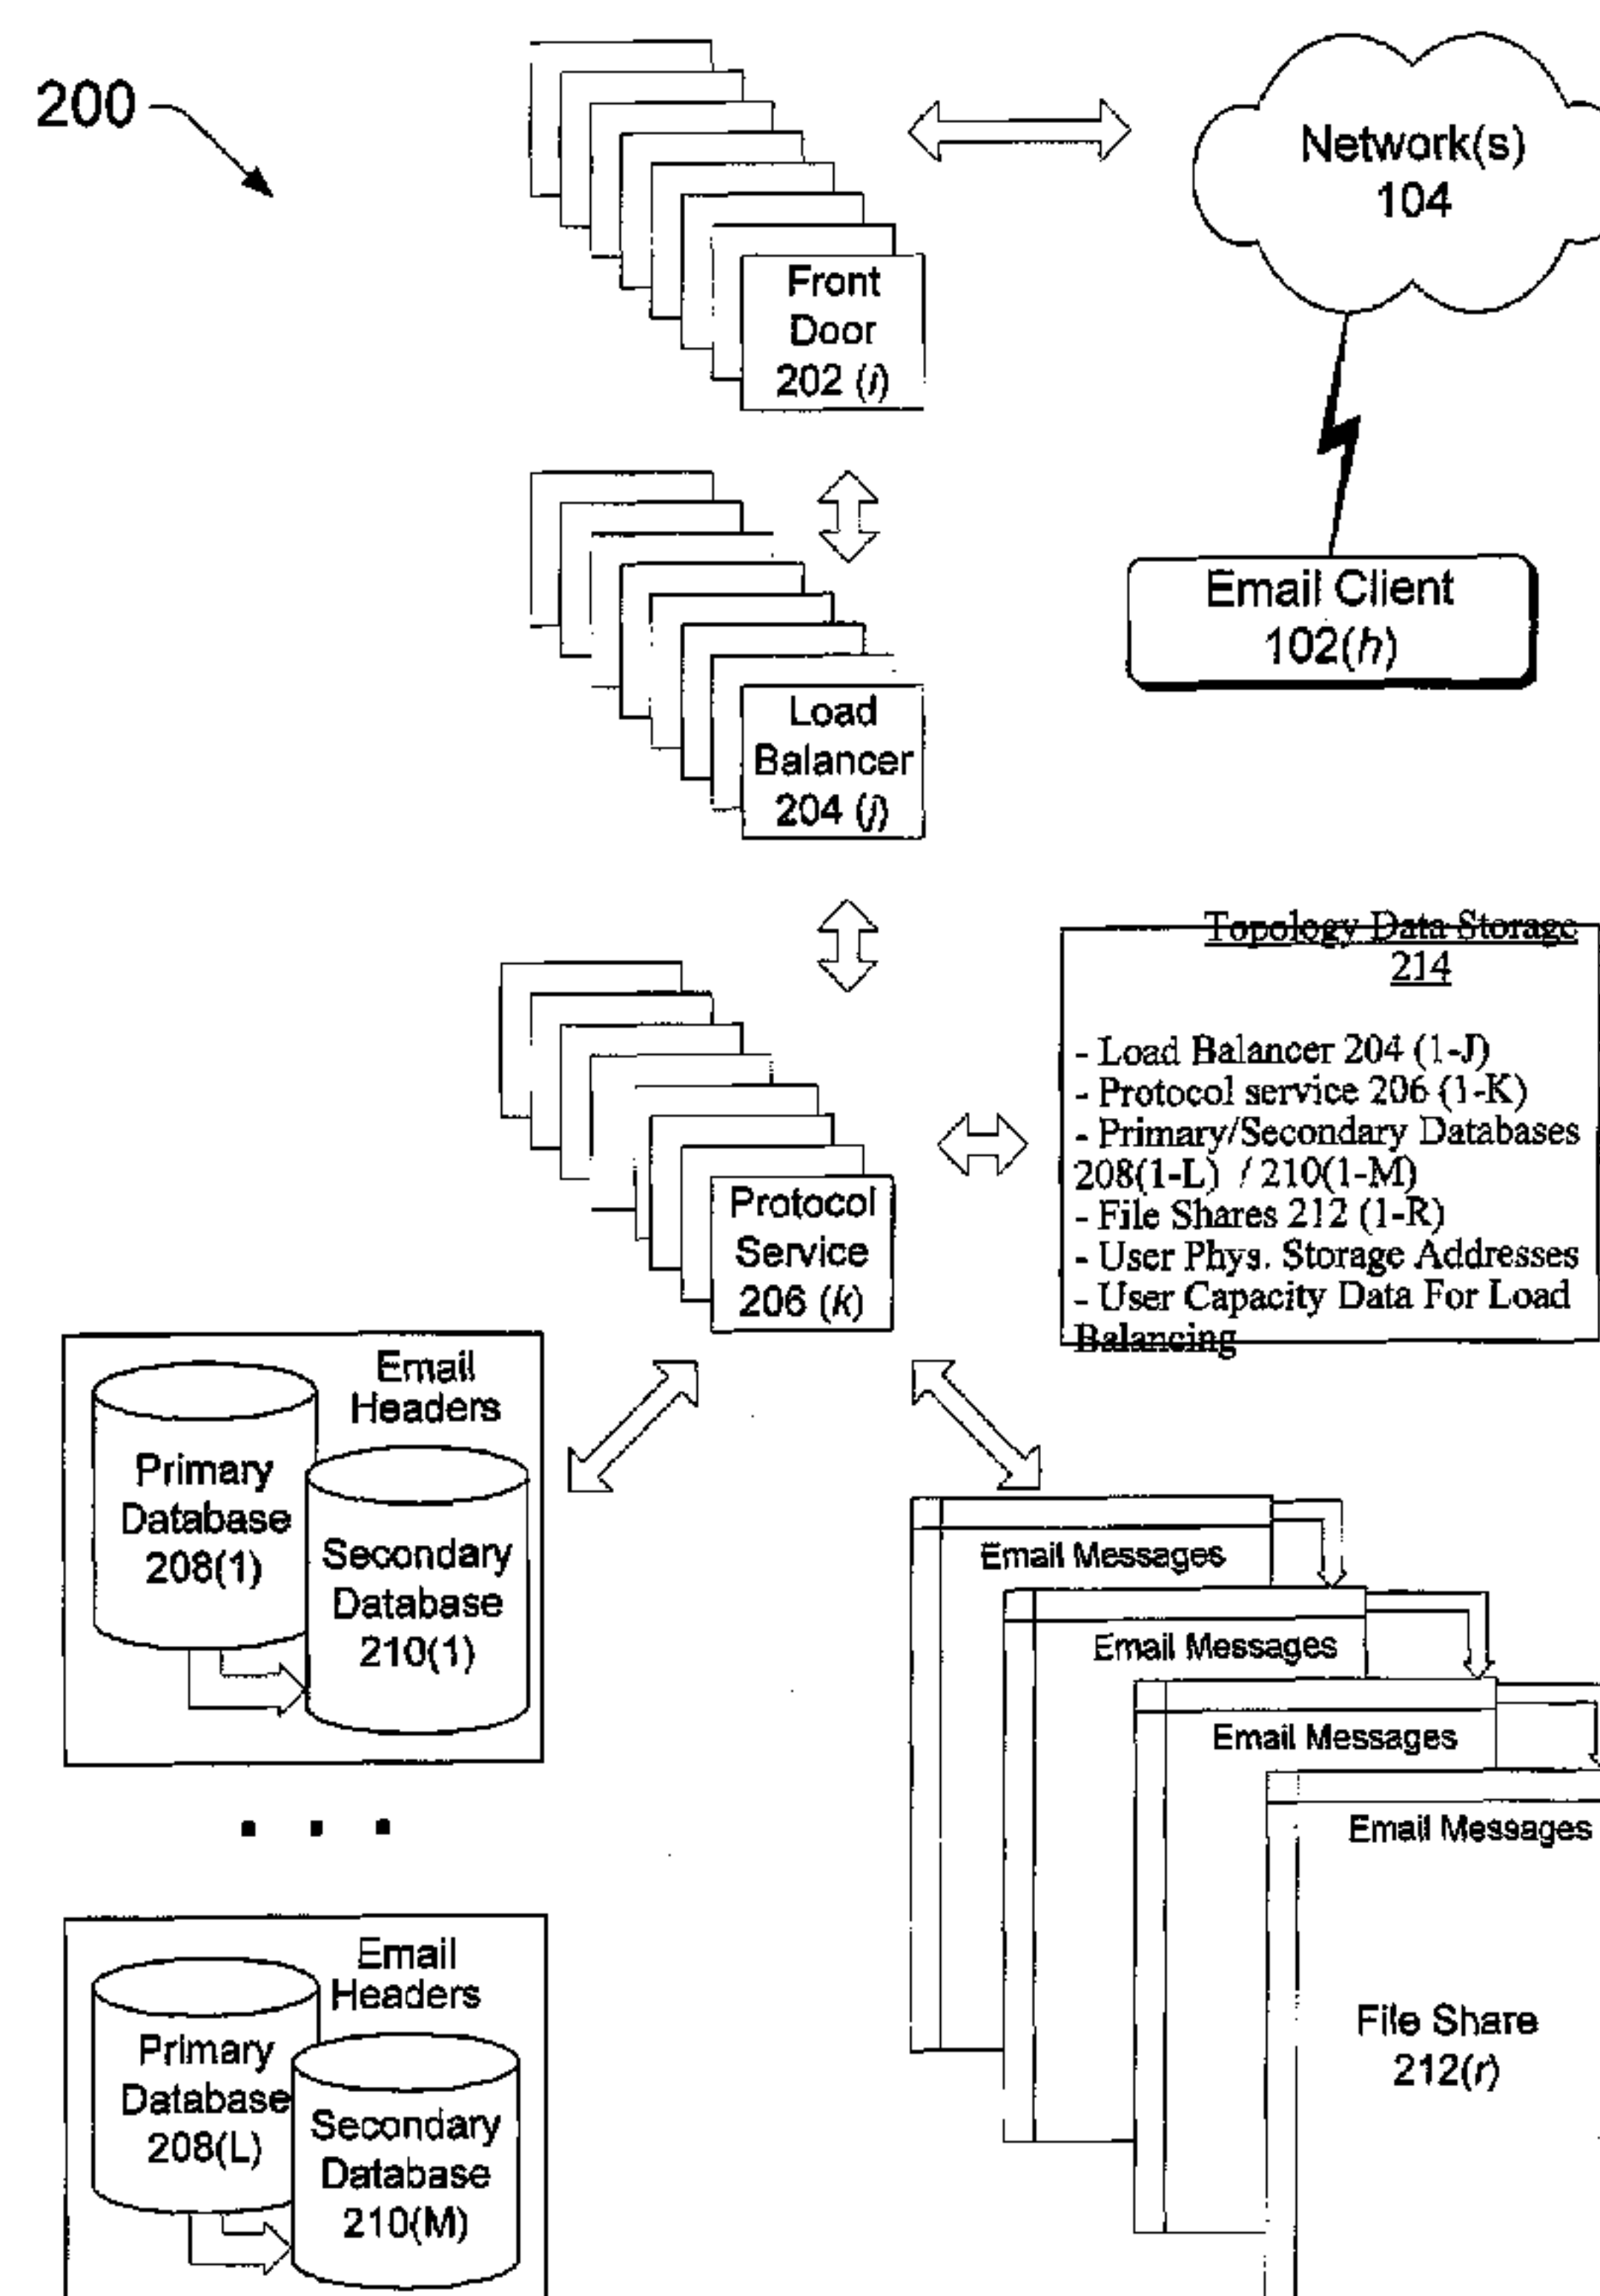 200
Network(s)
104
Front
Door
202 (i)
Email Client
102(h)
Load
Balancer
204 (j)
Topology Data Storage
214
- Load Balancer 204 (1-J)
- Protocol service 206 (1-K)
- Primary/Secondary Databases
208(1-L) / 210(1-M)
- File Shares 212 (1-R)
- User Phys. Storage Addresses
- User Capacity Data For Load
Balancing
Protocol
Service
206 (k)
Email
Headers
Primary
Database
208(1)
Secondary
Database
210(1)
Email Messages
Email Messages
Email Messages
Email Messages
File Share
212(r)
. . .
Email
Headers
Primary
Database
208(L)
Secondary
Database
210(M)